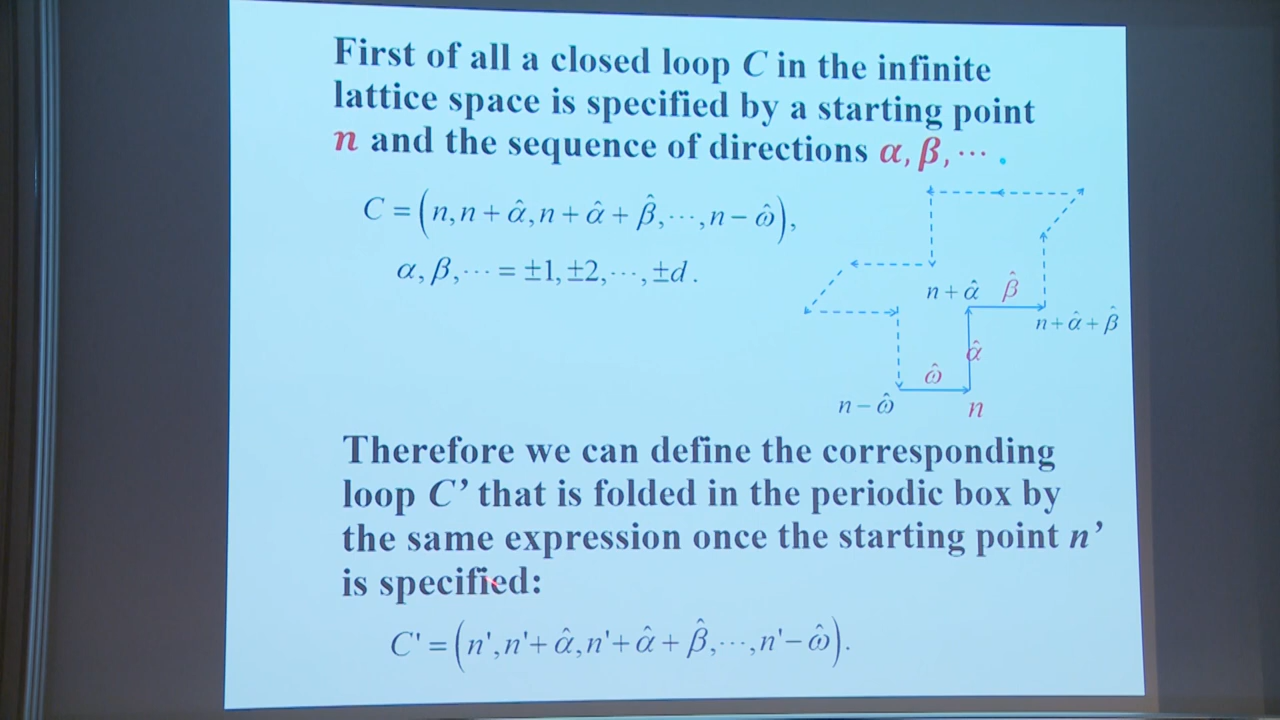 First of all a closed loop C in the infinite
lattice space is specified by a starting point
n and the sequence of directions α, β, ⋯ .
C = (n, n + α̂, n + α̂ + β̂, ⋯, n − ω̂),
α, β, ⋯ = ±1, ±2, ⋯, ±d .
n + α̂ β̂
n + α̂ + β̂
α̂
ω̂
n − ω̂ n
Therefore we can define the corresponding
loop C’ that is folded in the periodic box by
the same expression once the starting point n’
is specified:
C' = (n', n' + α̂, n' + α̂ + β̂, ⋯, n' − ω̂).